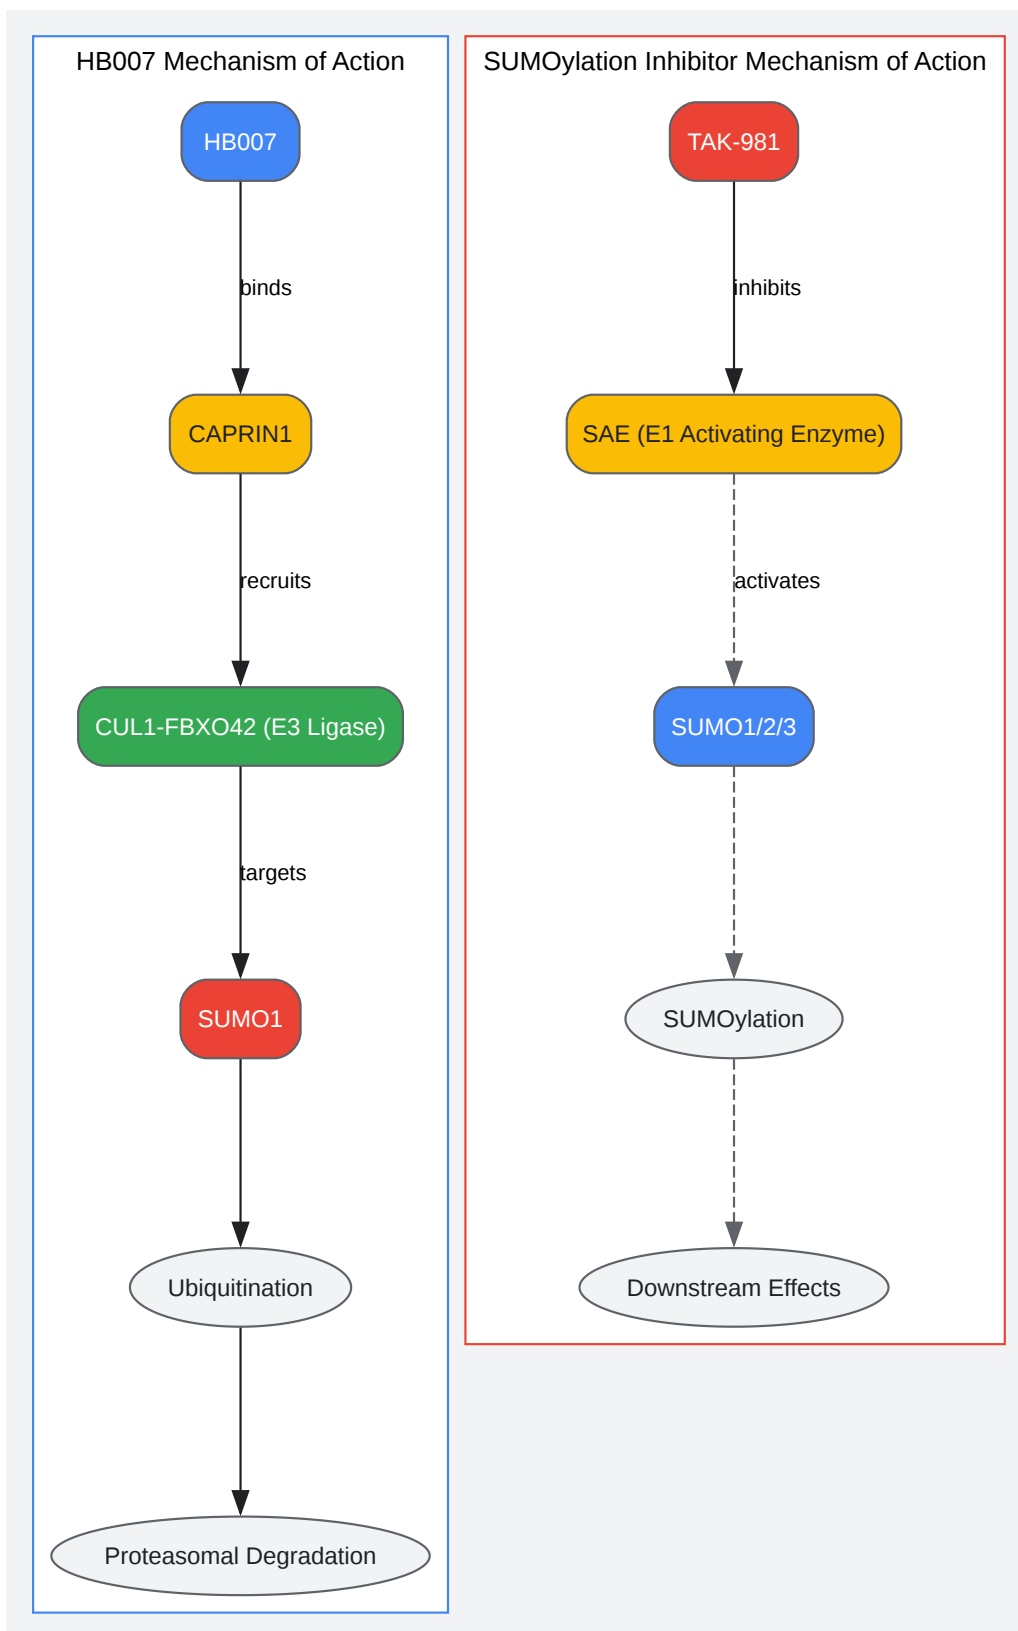 HB007 Mechanism of Action
HB007
binds
CAPRIN1
recruits
CUL1-FBXO42 (E3 Ligase)
targets
SUMO1
Ubiquitination
Proteasomal Degradation
SUMOylation Inhibitor Mechanism of Action
TAK-981
inhibits
SAE (E1 Activating Enzyme)
activates
SUMO1/2/3
SUMOylation
Downstream Effects